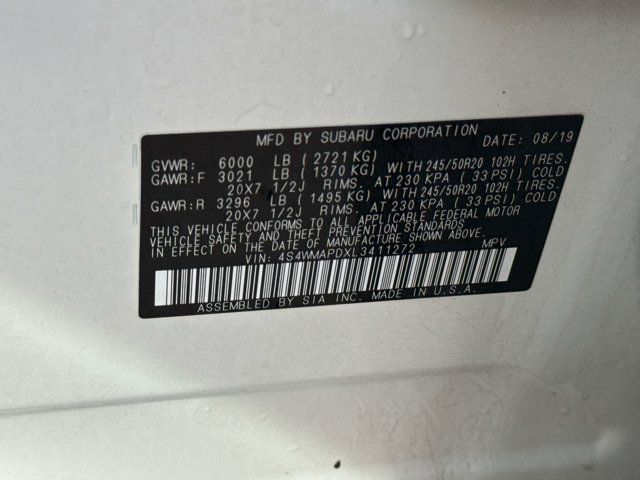 MFD BY SUBARU CORPORATION DATE: 08/19
GVWR: 6000 LB ( 2721 KG)
GAWR:F 3021 LB ( 1370 KG) WITH 245/50R20 102H TIRES.
20X7 1/2J RIMS. AT 230 KPA ( 33 PSI) COLD
GAWR:R 3296 LB ( 1495 KG) WITH 245/50R20 102H TIRES.
20X7 1/2J RIMS. AT 230 KPA ( 33 PSI) COLD
THIS VEHICLE CONFORMS TO ALL APPLICABLE FEDERAL MOTOR
VEHICLE SAFETY AND THEFT PREVENTION STANDARDS
IN EFFECT ON THE DATE OF MANUFACTURE SHOWN ABOVE.
VIN: 4S4WMAPDXL3411272 MPV
ASSEMBLED BY SIA INC. MADE IN U.S.A.